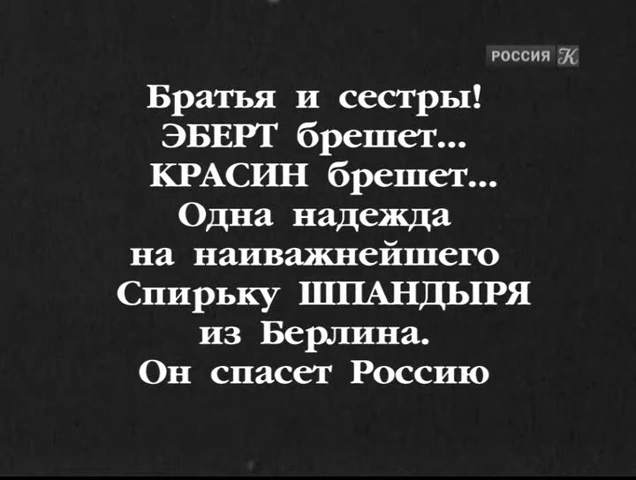 РОССИЯ К
Братья и сестры!
ЭБЕРТ брешет...
КРАСИН брешет...
Одна надежда
на наиважнейшего
Спирьку ШПАНДЫРЯ
из Берлина.
Он спасет Россию